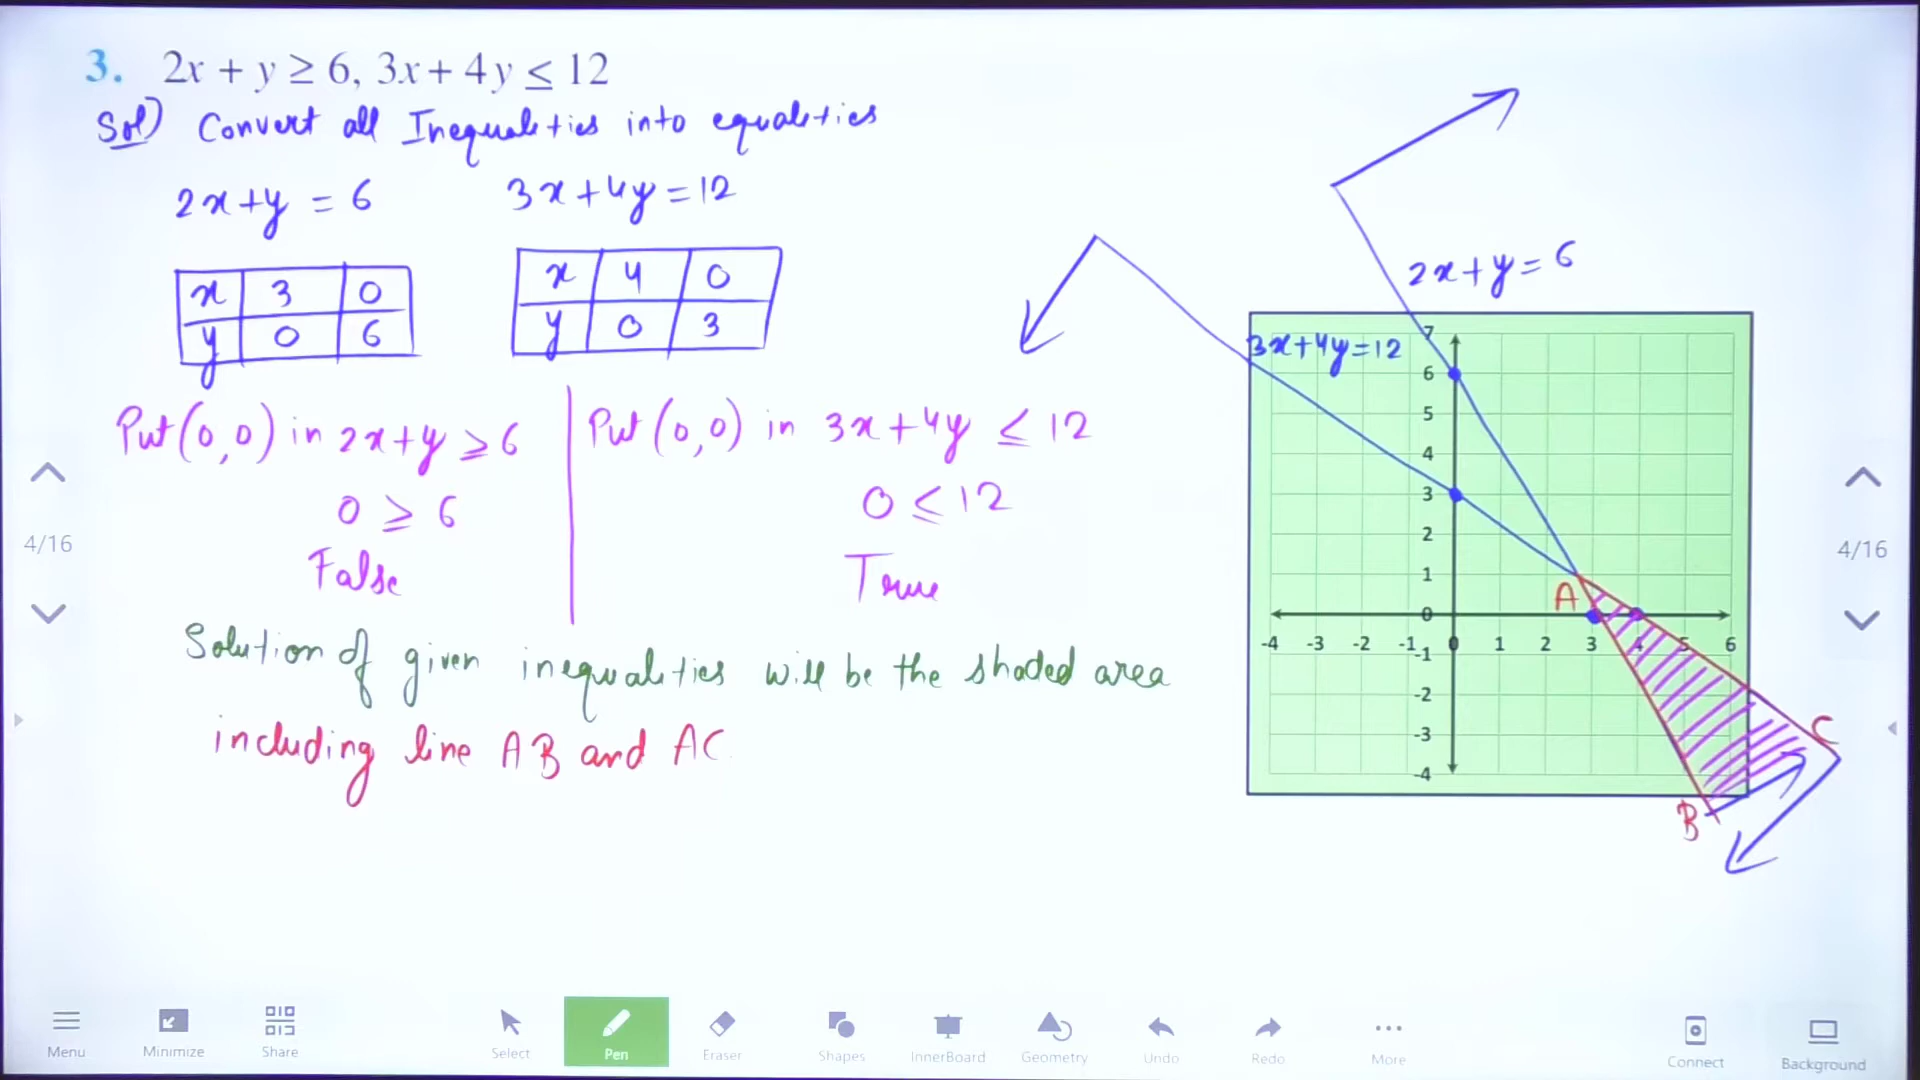 3. 2x + y ≥ 6, 3x + 4y ≤ 12
Sol) Convert all Inequalities into equalities
2x+y = 6
3x+4y=12
x 3 0
y 0 6
x 4 0
y 0 3
Put (0,0) in 2x+y ≥ 6
0 ≥ 6
False
Put (0,0) in 3x+4y ≤ 12
0 ≤ 12
True
Solution of given inequalities will be the shaded area
including line AB and AC
2x+y=6
3x+4y=12
7
6
5
4
3
2
1
0
-4 -3 -2 -1 0 1 2 3 4 5 6
-1
-2
-3
-4
A
B
C
4/16
4/16
Menu
Minimize
Share
Select
Pen
Eraser
Shapes
InnerBoard
Geometry
Undo
Redo
More
Connect
Background